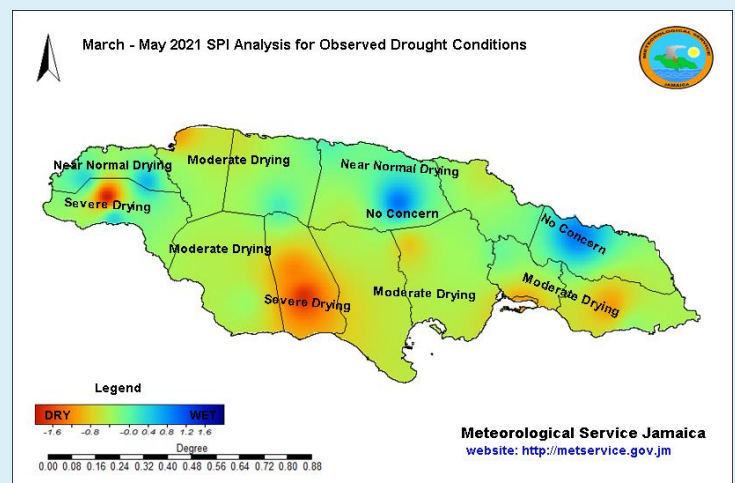 March - May 2021 SPI Analysis for Observed Drought Conditions
METEOROLOGICAL SERVICE
JAMAICA
Near Normal Drying
Moderate Drying
Near Normal Drying
Severe Drying
No Concern
No Concern
Moderate Drying
Severe Drying
Moderate Drying
Moderate Drying
Legend
DRY WET
-1.6 -0.8 -0.0 0.4 0.8 1.2 1.6
Degree
0.00 0.08 0.16 0.24 0.32 0.40 0.48 0.56 0.64 0.72 0.80 0.88
Meteorological Service Jamaica
website: http://metservice.gov.jm